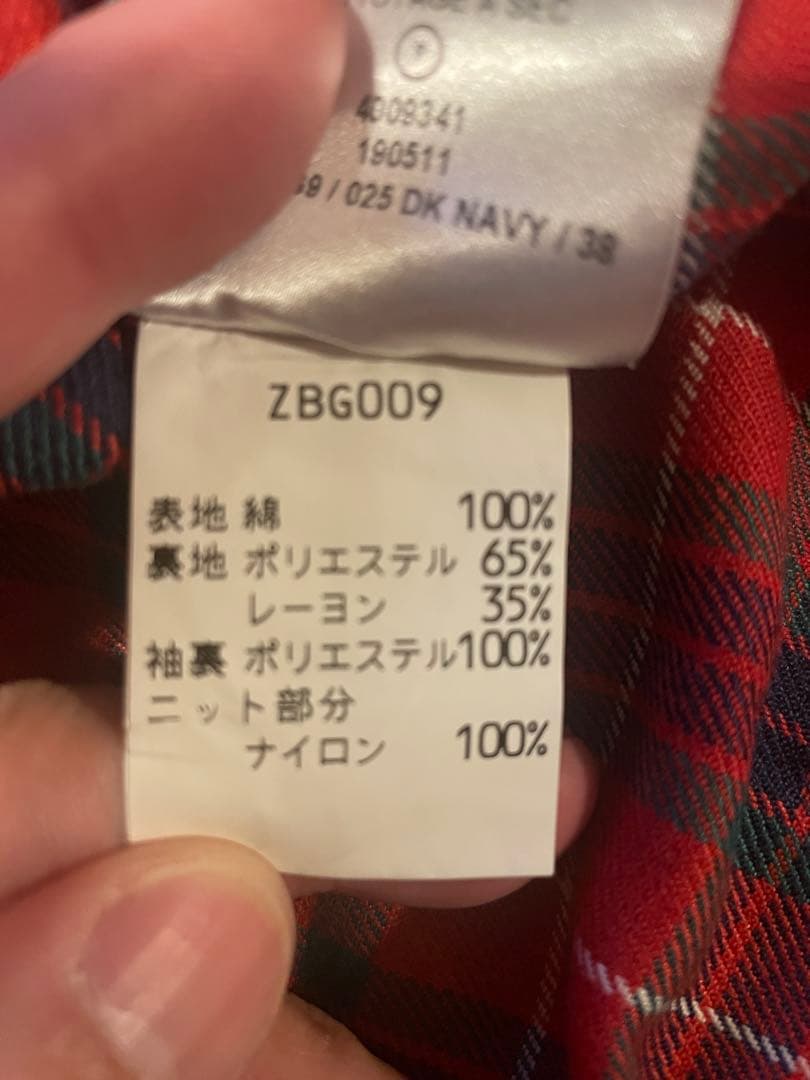 A SEC
P
4009341
190511
/ 025 DK NAVY / 38
ZBG009
表地 綿 100%
裏地 ポリエステル 65%
レーヨン 35%
袖裏 ポリエステル100%
ニット部分
ナイロン 100%